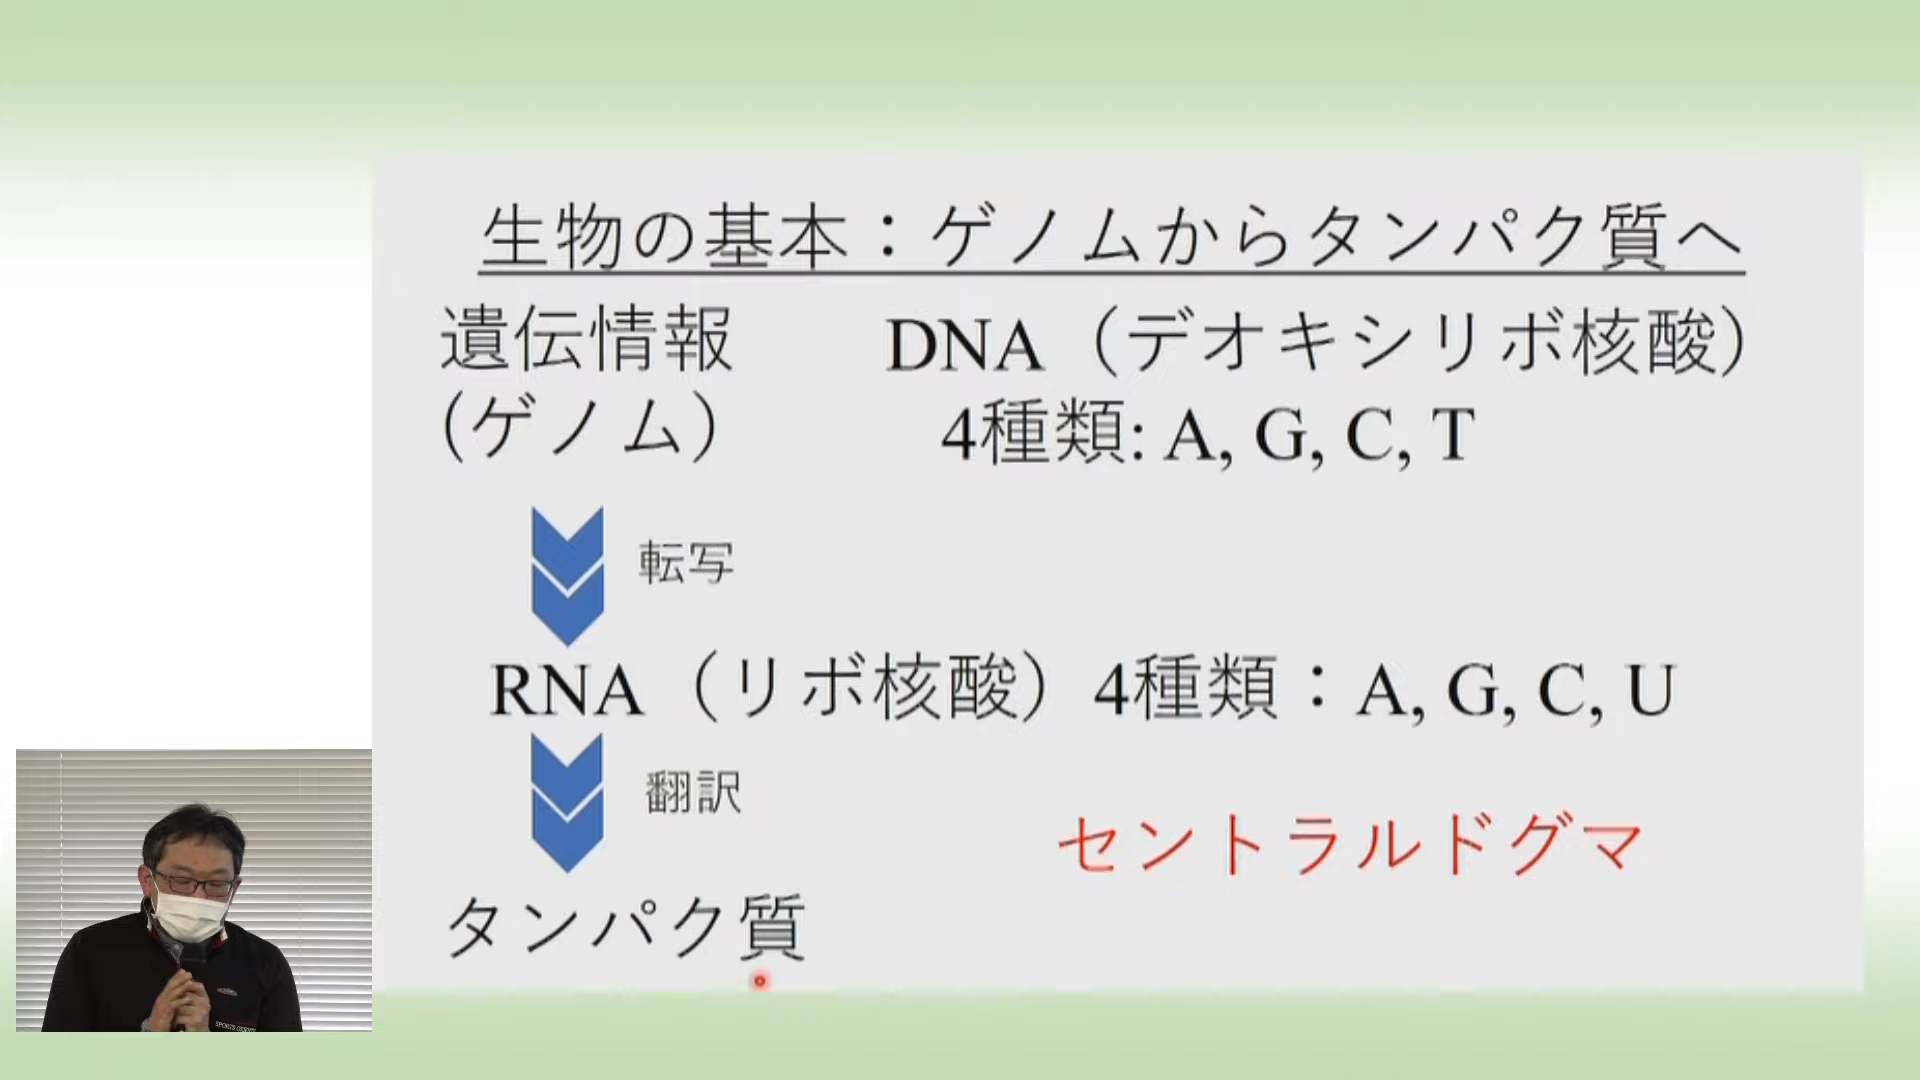 生物の基本：ゲノムからタンパク質へ
遺伝情報 DNA（デオキシリボ核酸）
(ゲノム） 4種類: A, G, C, T
転写
RNA（リボ核酸）4種類：A, G, C, U
翻訳
セントラルドグマ
タンパク質